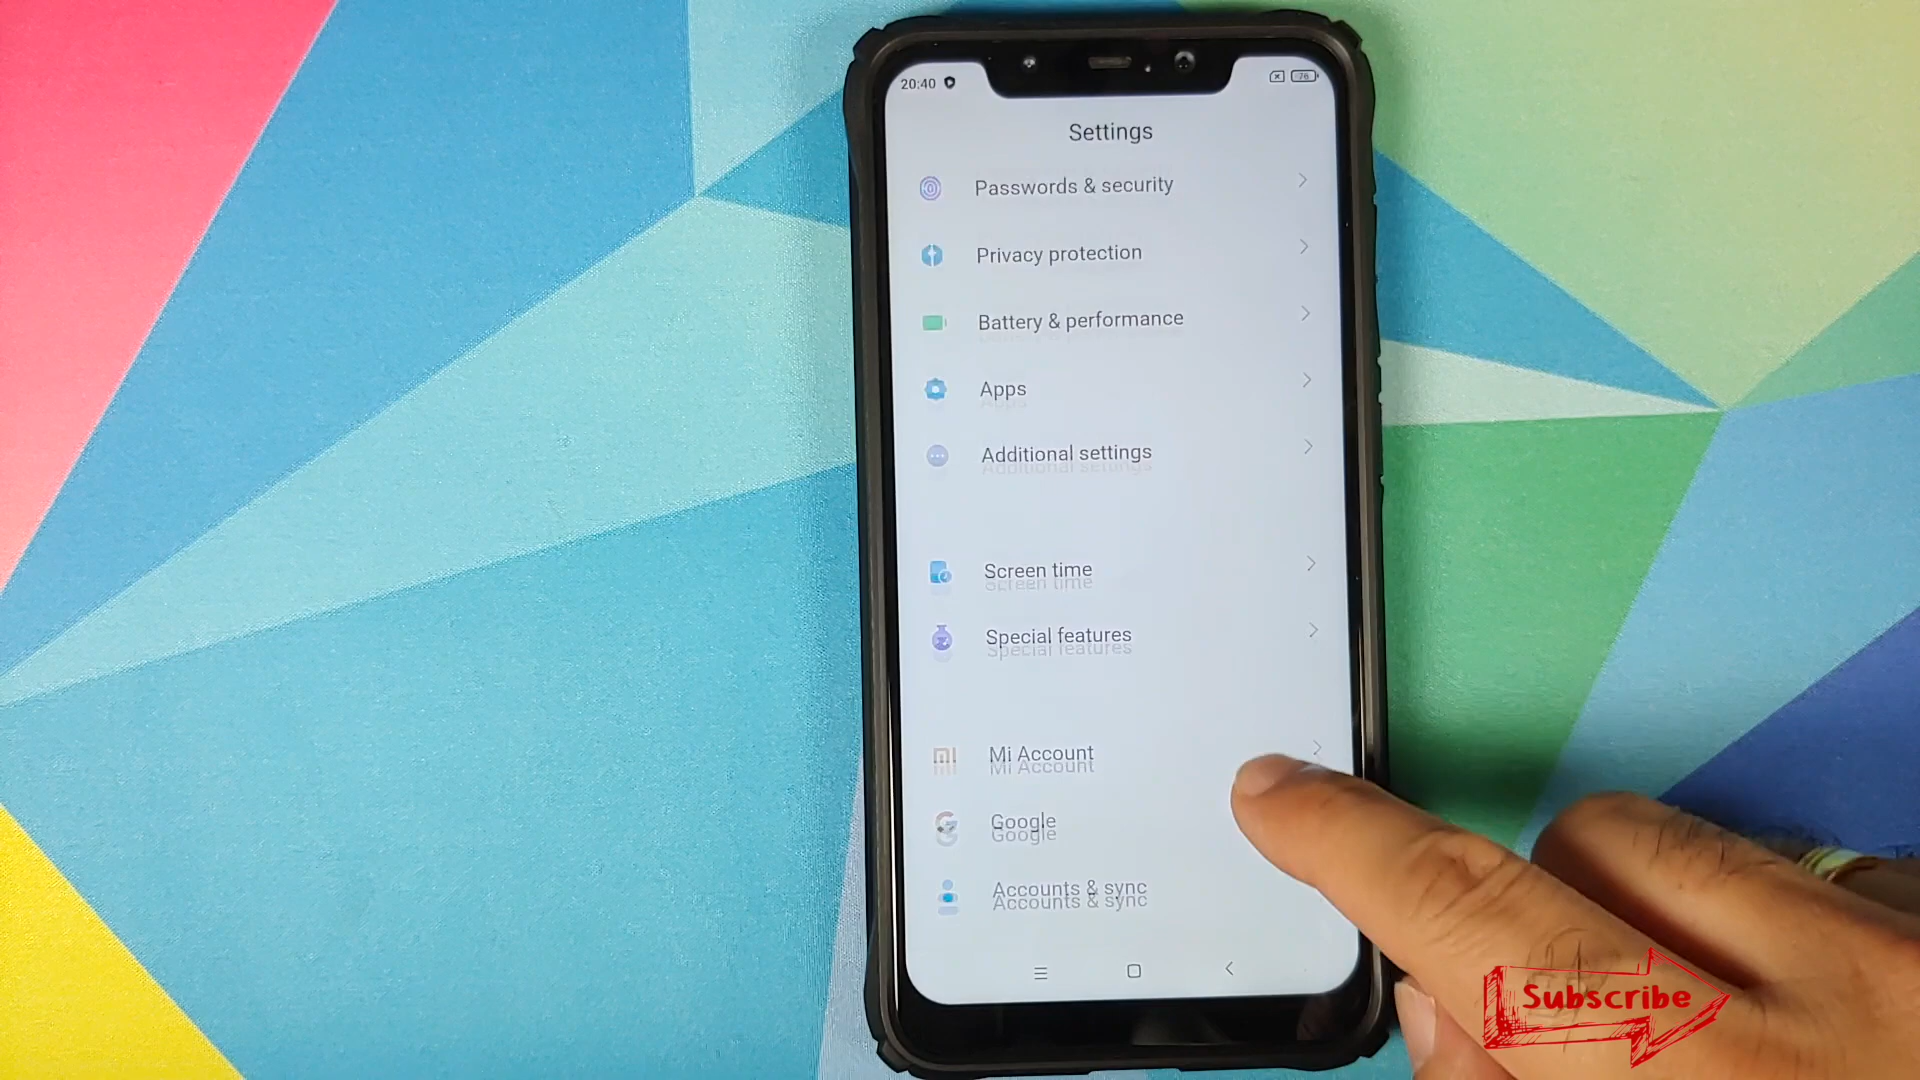 20:40
76
Settings
Passwords & security
Privacy protection
Battery & performance
Apps
Additional settings
Screen time
Special features
Mi Account
Google
Accounts & sync
Subscribe